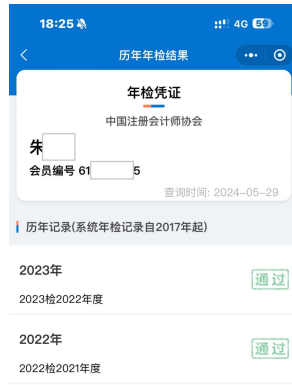 18:25
4G 59
历年年检结果
年检凭证
中国注册会计师协会
朱
会员编号 61 5
查询时间: 2024-05-29
历年记录(系统年检记录自2017年起)
2023年
通过
2023检2022年度
2022年
通过
2022检2021年度